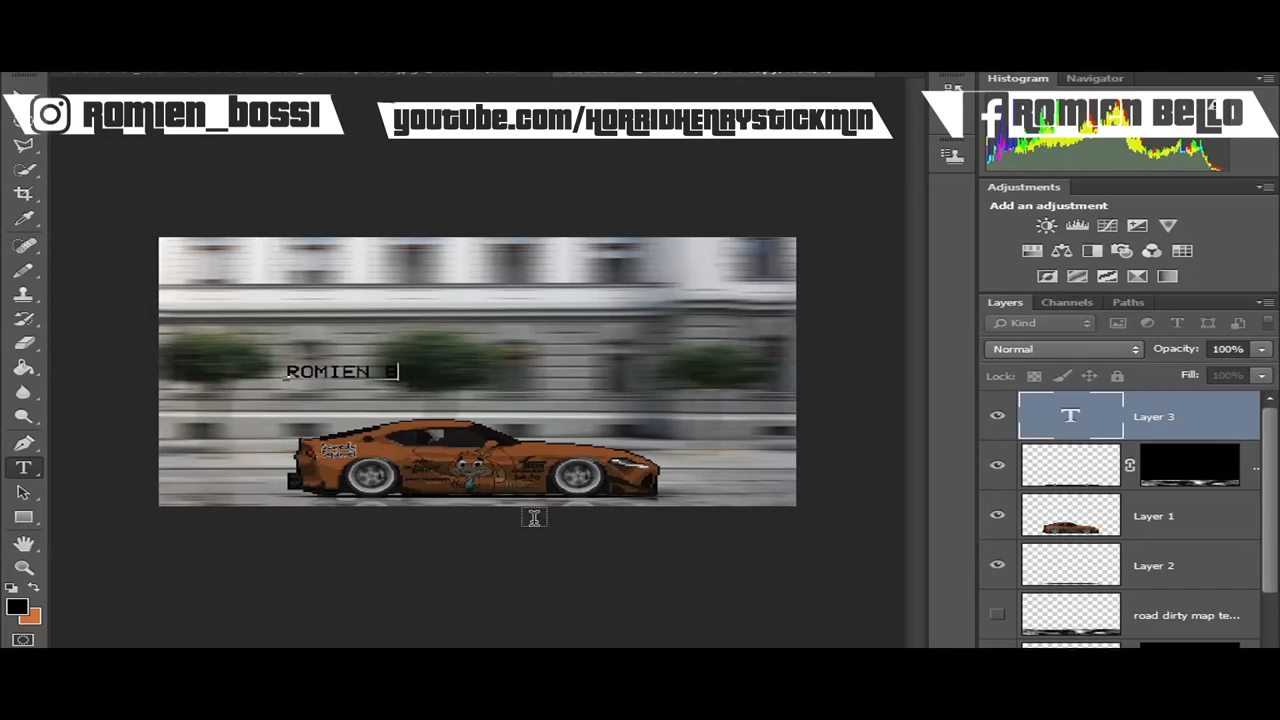 Histogram
Navigator
ROMIEN_BOSSI
youtube.com/HORRIDHENRYSTICKMIN
ROMIEN BELLO
Adjustments
Add an adjustment
Layers
Channels
Paths
Kind
Normal
Opacity: 100%
Lock:
Fill: 100%
T
Layer 3
ROMIEN B
Layer 1
Layer 2
road dirty map te...